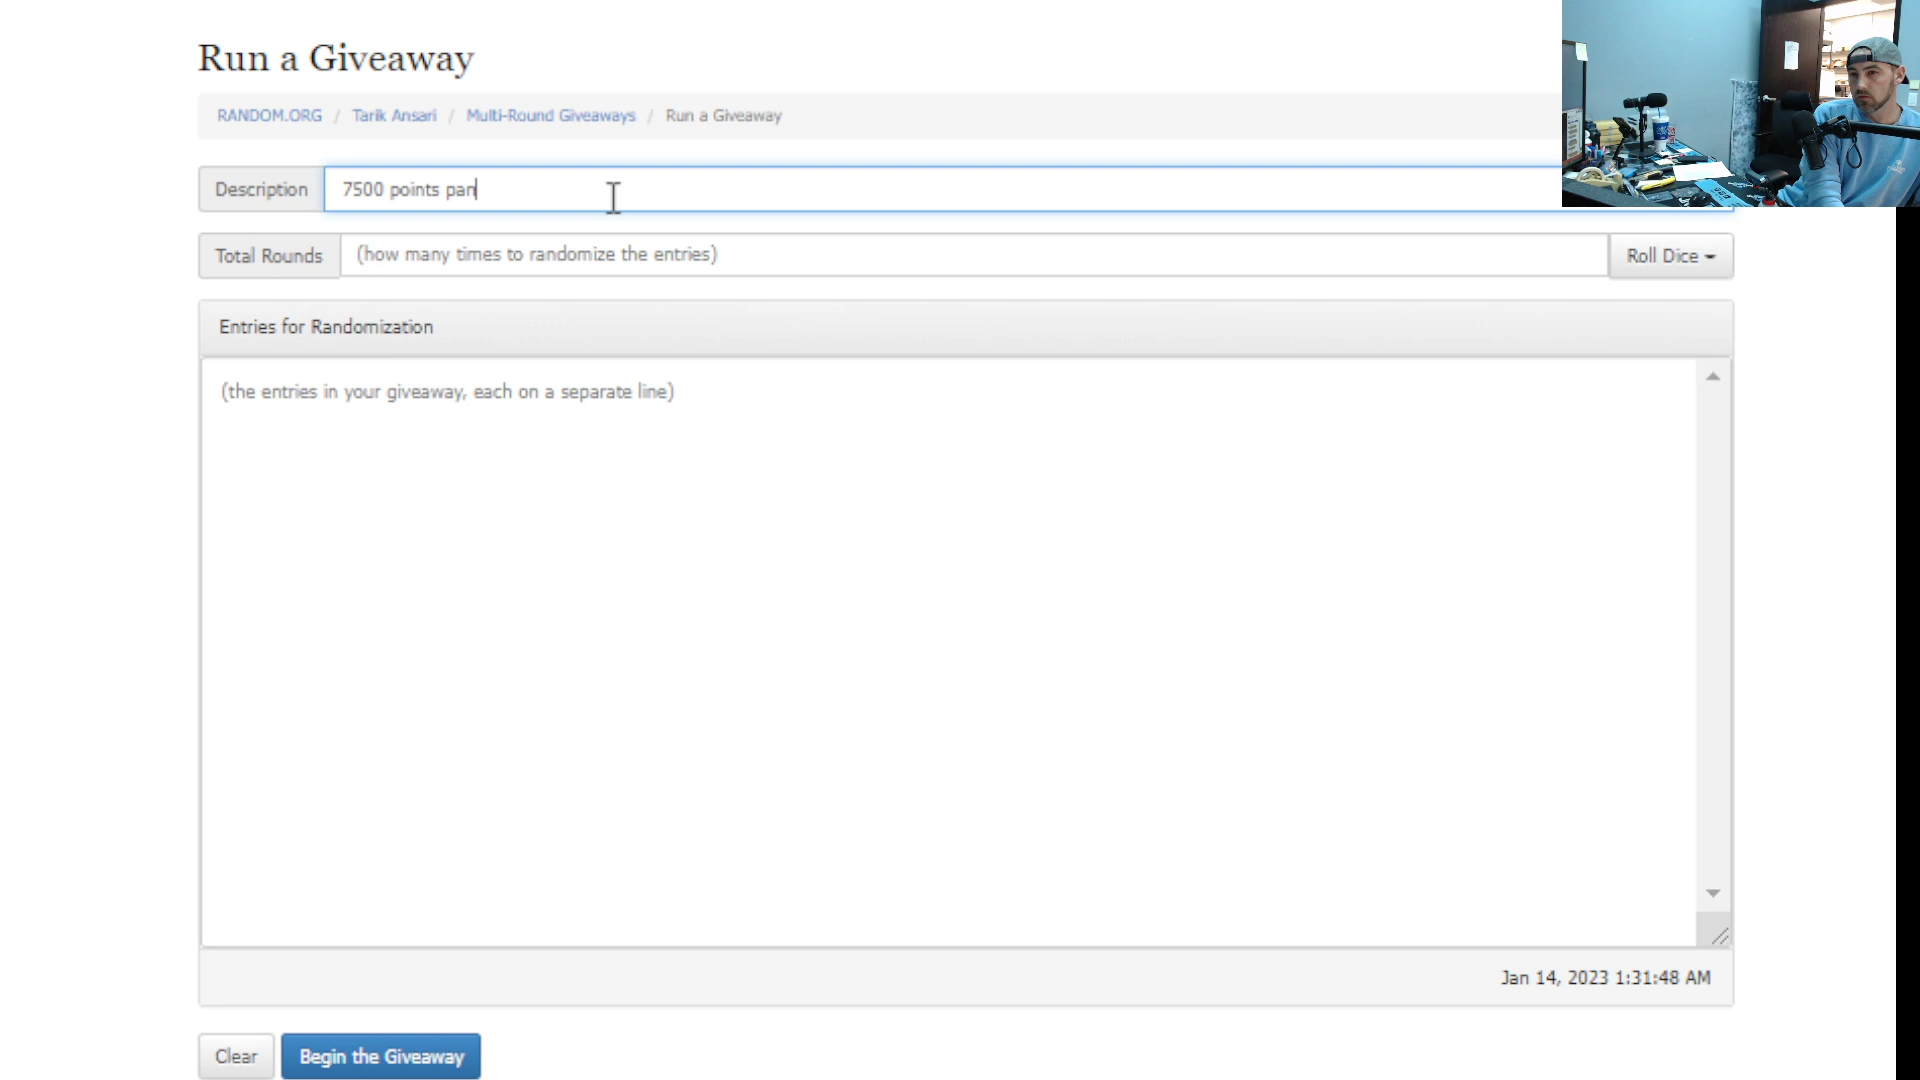 Run a Giveaway
RANDOM.ORG / Tarik Ansari / Multi-Round Giveaways / Run a Giveaway
Description 7500 points pan
Total Rounds (how many times to randomize the entries) Roll Dice
Entries for Randomization
(the entries in your giveaway, each on a separate line)
Jan 14, 2023 1:31:48 AM
Clear Begin the Giveaway